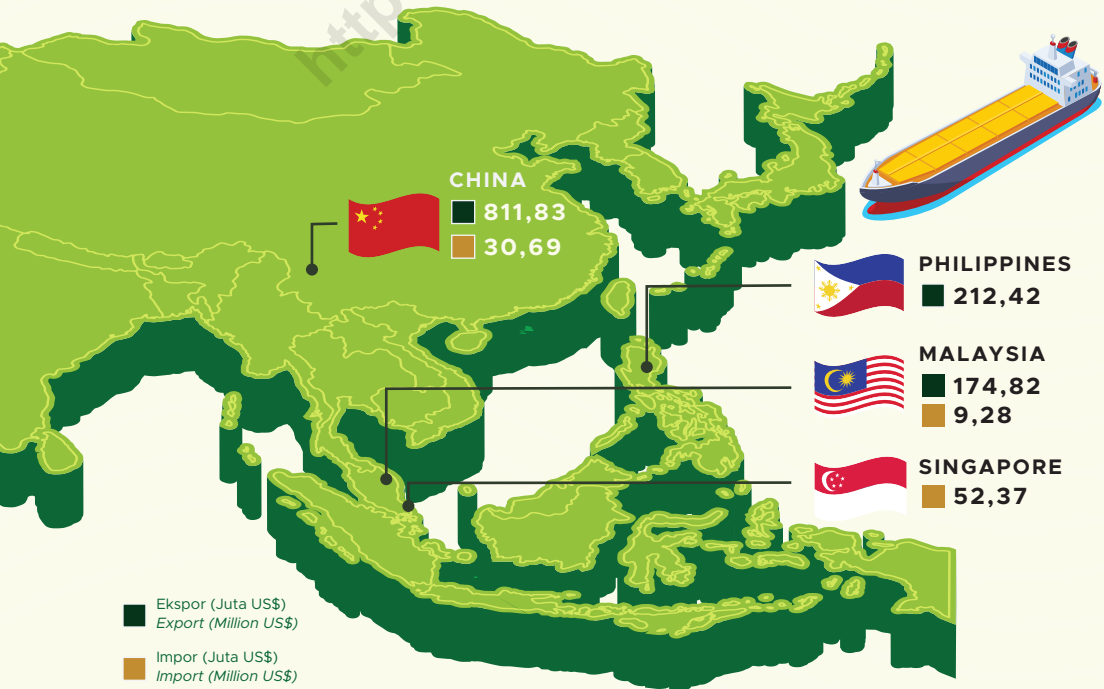 http
CHINA
811,83
30,69
PHILIPPINES
212,42
MALAYSIA
174,82
9,28
SINGAPORE
52,37
Ekspor (Juta US$)
Export (Million US$)
Impor (Juta US$)
Import (Million US$)